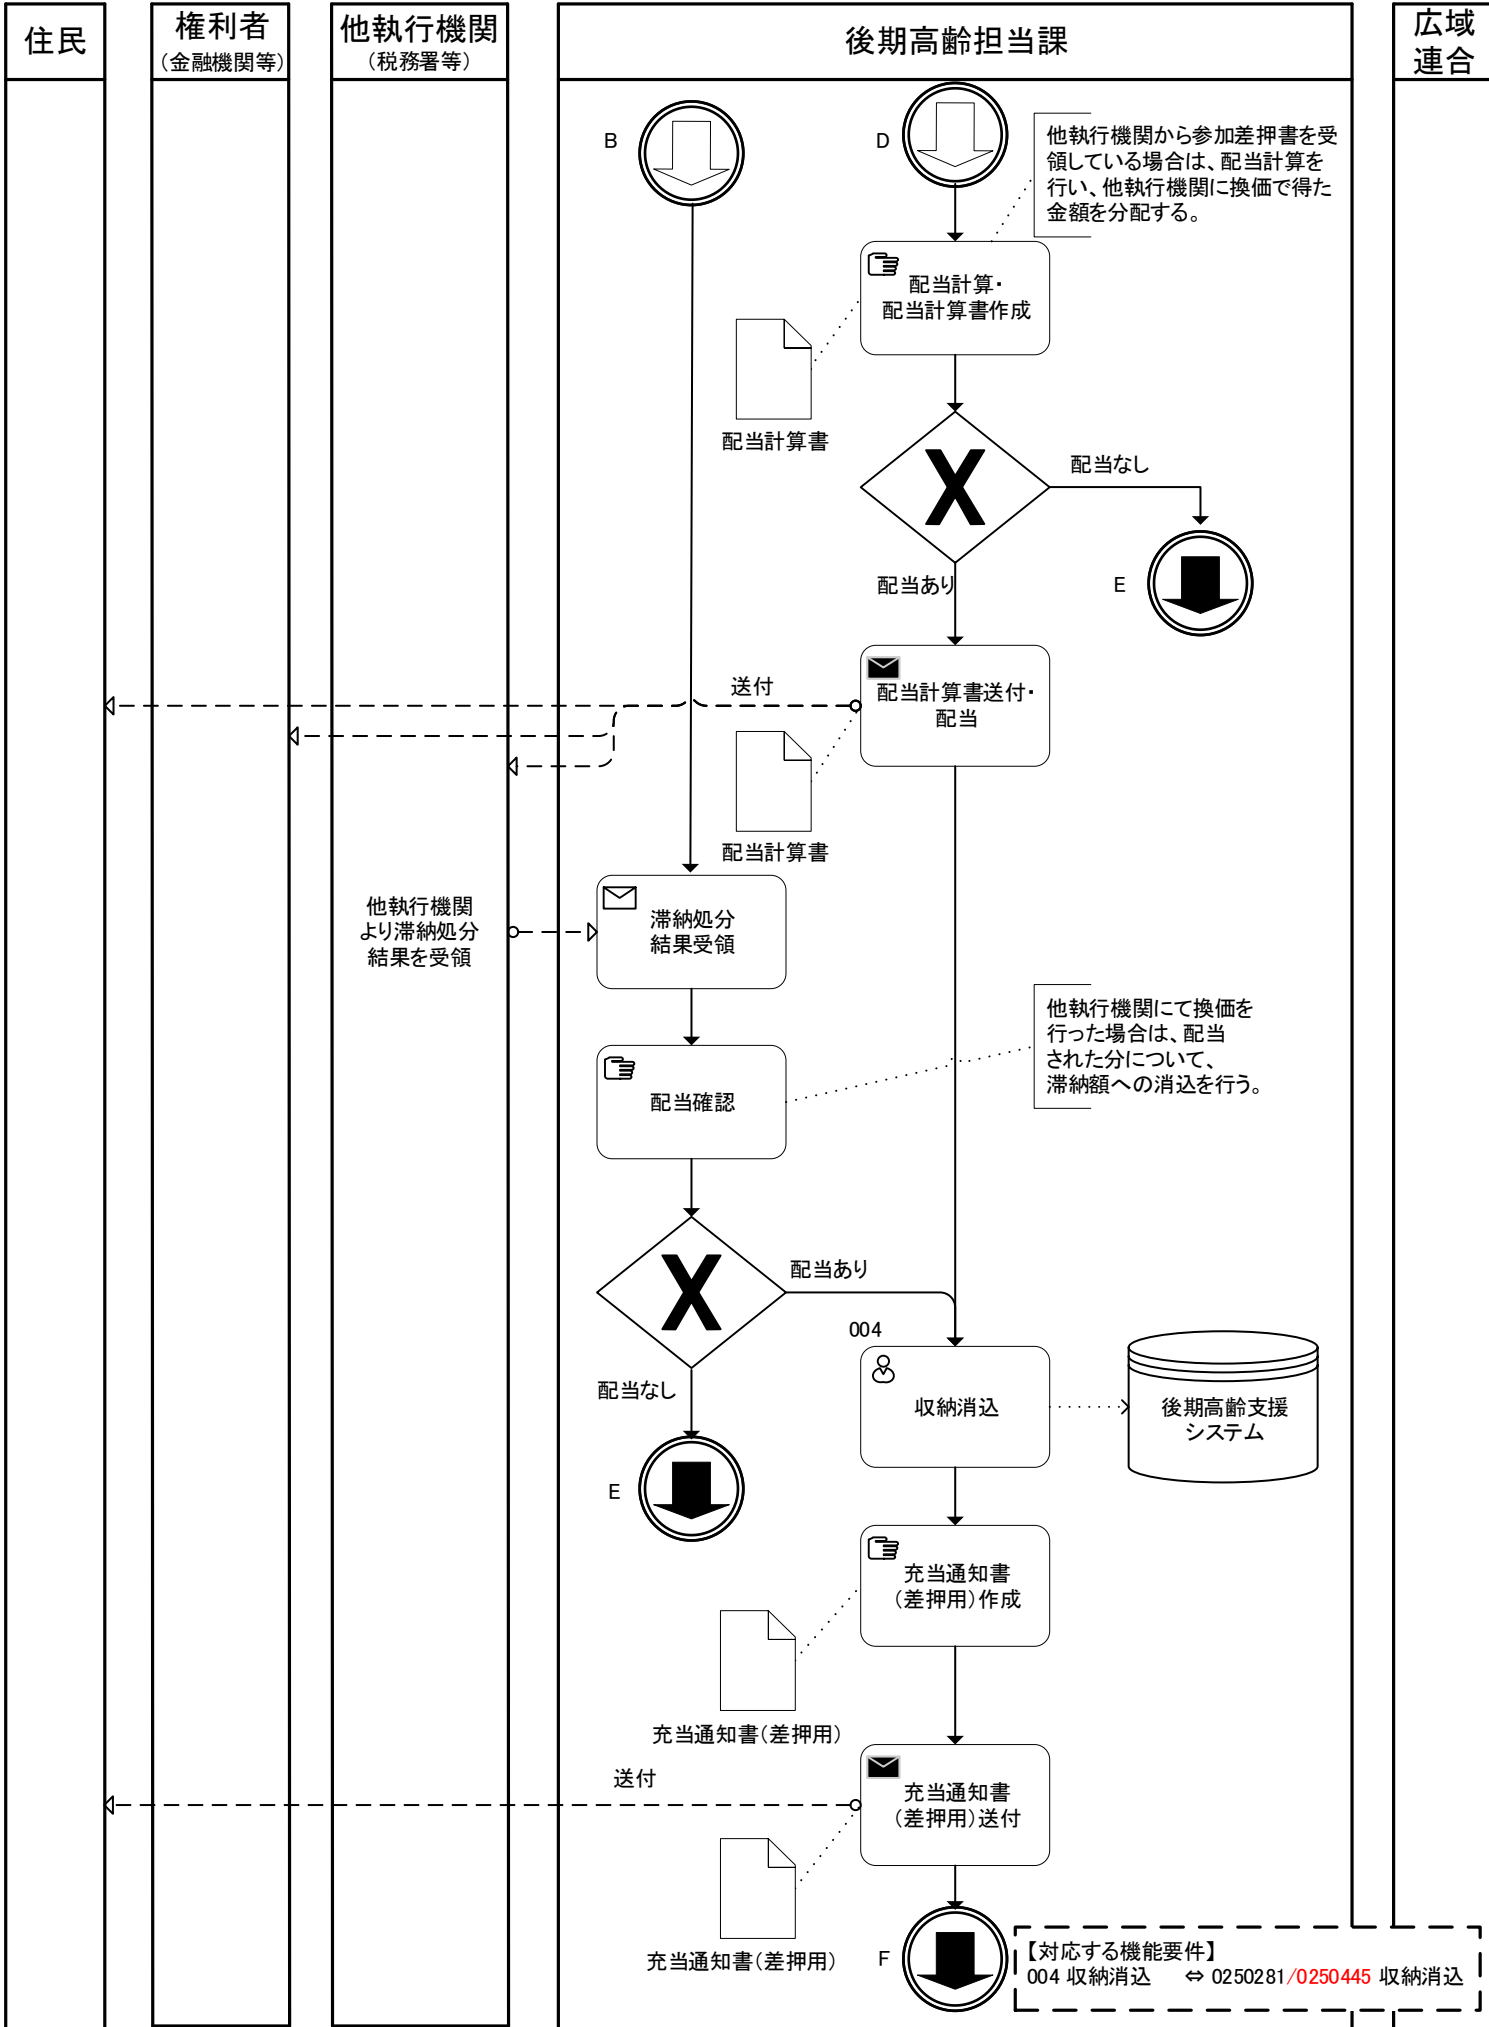 住民
権利者
（金融機関等）
他執行機関
（税務署等）
後期高齢担当課
広域
連合
B
D
他執行機関から参加差押書を受
領している場合は、配当計算を
行い、他執行機関に換価で得た
金額を分配する。
配当計算・
配当計算書作成
配当計算書
X
配当なし
E
配当あり
送付
配当計算書送付・
配当
配当計算書
他執行機関
より滞納処分
結果を受領
滞納処分
結果受領
他執行機関にて換価を
行った場合は、配当
された分について、
滞納額への消込を行う。
配当確認
X
配当あり
配当なし
E
004
収納消込
後期高齢支援
システム
充当通知書
（差押用）作成
充当通知書（差押用）
送付
充当通知書
（差押用）送付
充当通知書（差押用）
F
【対応する機能要件】
004 収納消込 ⇔ 0250281/0250445 収納消込